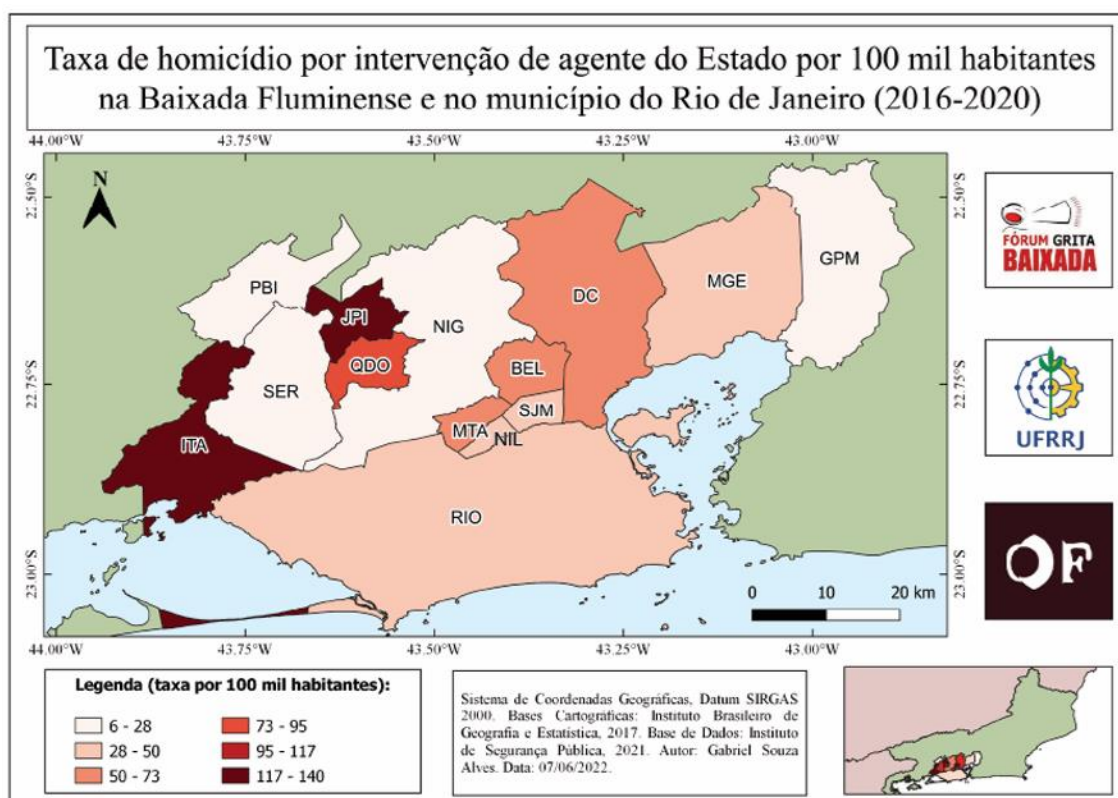 Taxa de homicídio por intervenção de agente do Estado por 100 mil habitantes
na Baixada Fluminense e no município do Rio de Janeiro (2016-2020)
44.00°W 43.75°W 43.50°W 43.25°W 43.00°W
N
22.50°S 22.50°S
FÓRUM GRITA
BAIXADA
GPM
PBI
MGE
DC
JPI
NIG
QDO
BEL
22.75°S 22.75°S
SER
SJM
MTA
NIL
ITA
UFRRJ
RIO
OF
23.00°S 23.00°S
0 10 20 km
44.00°W 43.75°W 43.50°W 43.25°W 43.00°W
Legenda (taxa por 100 mil habitantes):
6 - 28 73 - 95
28 - 50 95 - 117
50 - 73 117 - 140
Sistema de Coordenadas Geográficas, Datum SIRGAS
2000. Bases Cartográficas: Instituto Brasileiro de
Geografia e Estatística, 2017. Base de Dados: Instituto
de Segurança Pública, 2021. Autor: Gabriel Souza
Alves. Data: 07/06/2022.